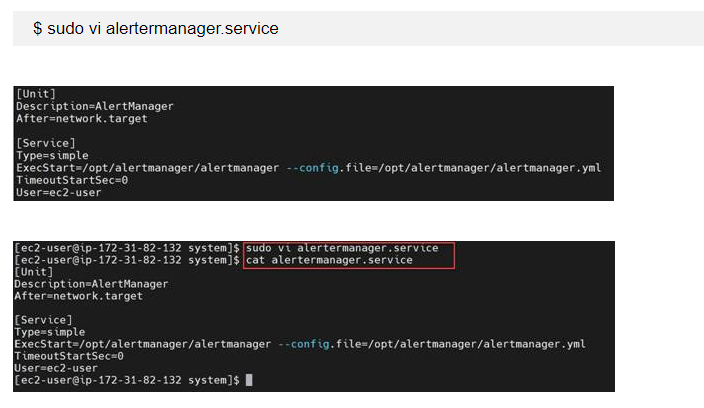 $ sudo vi alertermanager.service
[Unit]
Description=AlertManager
After=network.target
[Service]
Type=simple
ExecStart=/opt/alertmanager/alertmanager --config.file=/opt/alertmanager/alertmanager.yml
TimeoutStartSec=0
User=ec2-user
[ec2-user@ip-172-31-82-132 system]$ sudo vi alertermanager.service
[ec2-user@ip-172-31-82-132 system]$ cat alertermanager.service
[Unit]
Description=AlertManager
After=network.target
[Service]
Type=simple
ExecStart=/opt/alertmanager/alertmanager --config.file=/opt/alertmanager/alertmanager.yml
TimeoutStartSec=0
User=ec2-user
[ec2-user@ip-172-31-82-132 system]$